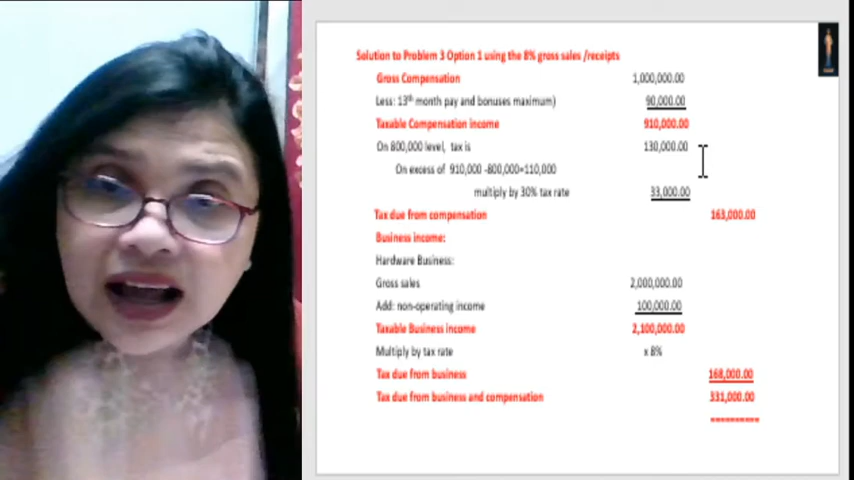 Solution to Problem 3 Option 1 using the 8% gross sales /receipts
Gross Compensation 1,000,000.00
Less: 13th month pay and bonuses maximum) 90,000.00
Taxable Compensation income 910,000.00
On 800,000 level, tax is 130,000.00
On excess of 910,000 -800,000=110,000
multiply by 30% tax rate 33,000.00
Tax due from compensation 163,000.00
Business income:
Hardware Business:
Gross sales 2,000,000.00
Add: non-operating income 100,000.00
Taxable Business income 2,100,000.00
Multiply by tax rate x 8%
Tax due from business 168,000.00
Tax due from business and compensation 331,000.00